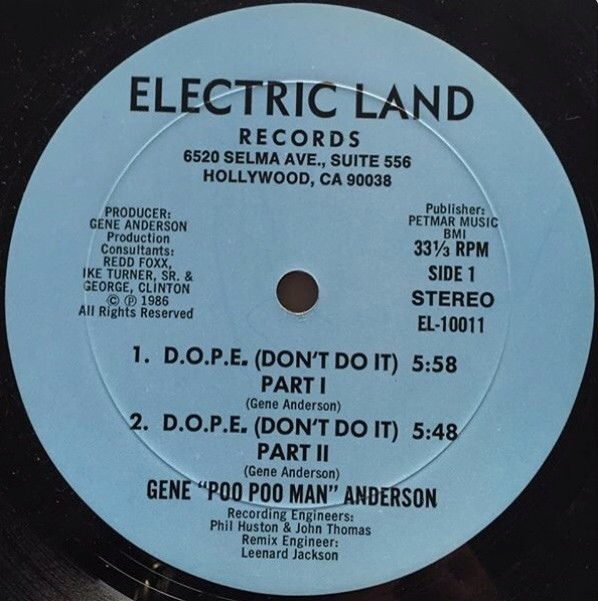 ELECTRIC LAND
RECORDS
6520 SELMA AVE., SUITE 556
HOLLYWOOD, CA 90038
PRODUCER:
GENE ANDERSON
Production
Consultants:
REDD FOXX,
IKE TURNER, SR. &
GEORGE, CLINTON
© ℗ 1986
All Rights Reserved
Publisher:
PETMAR MUSIC
BMI
33⅓ RPM
SIDE 1
STEREO
EL-10011
1. D.O.P.E. (DON'T DO IT) 5:58
PART I
(Gene Anderson)
2. D.O.P.E. (DON'T DO IT) 5:48
PART II
(Gene Anderson)
GENE "POO POO MAN" ANDERSON
Recording Engineers:
Phil Huston & John Thomas
Remix Engineer:
Leenard Jackson